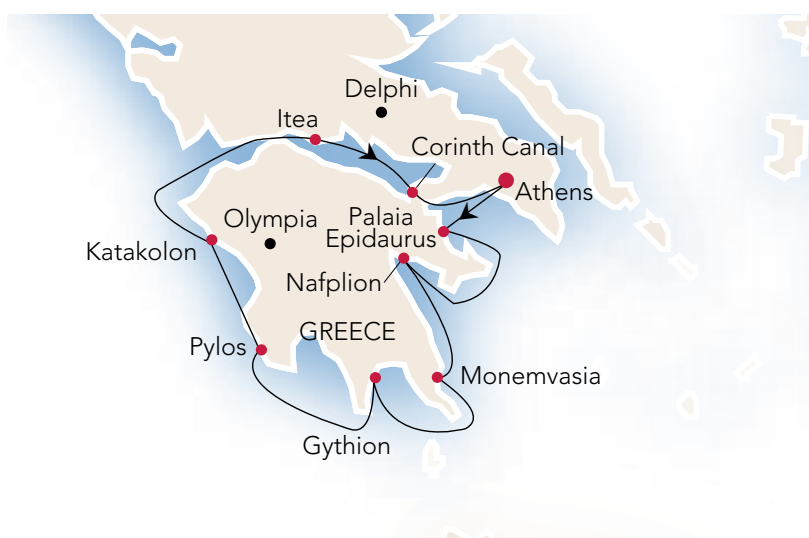 Delphi
Itea
Corinth Canal
Athens
Palaia
Epidaurus
Olympia
Katakolon
Nafplion
GREECE
Pylos
Monemvasia
Gythion